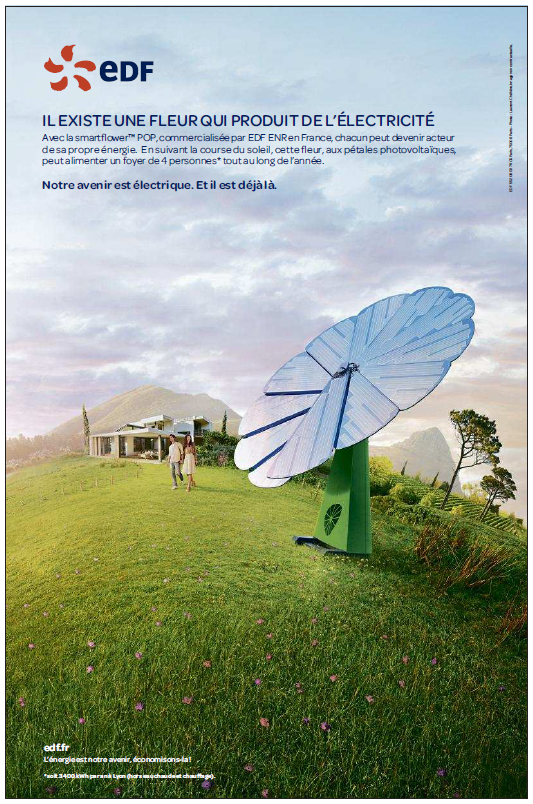 eDF
IL EXISTE UNE FLEUR QUI PRODUIT DE L'ÉLECTRICITÉ
Avec la smartflower™ POP, commercialisée par EDF ENR en France, chacun peut devenir acteur
de sa propre énergie. En suivant la course du soleil, cette fleur, aux pétales photovoltaïques,
peut alimenter un foyer de 4 personnes* tout au long de l'année.
Notre avenir est électrique. Et il est déjà là.
edf.fr
L'énergie est notre avenir, économisons-la !
*soit 3400 kWh par an à Lyon (hors eau chaude et chauffage).